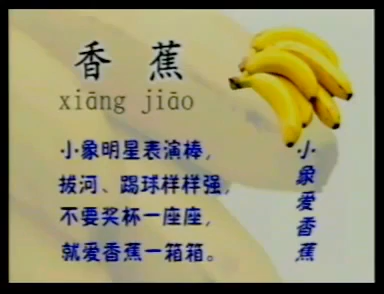 香 蕉
xiāng jiāo
小象明星表演棒，
拔河、踢球样样强，
不要奖杯一座座，
就爱香蕉一箱箱。
小象爱香蕉